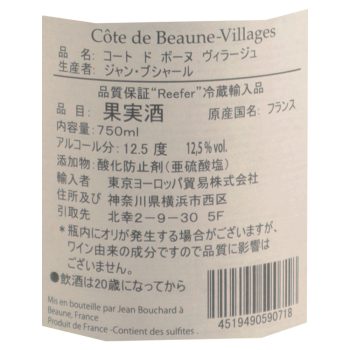 Côte de Beaune-Villages
品 名: コート ド ボーヌ ヴィラージュ
生産者: ジャン・ブシャール
品質保証“Reefer”冷蔵輸入品
品 目: 果実酒 原産国名: フランス
内容量:750ml
アルコール分: 12.5 度 12,5%vol.
添加物:酸化防止剤(亜硫酸塩)
輸入者 東京ヨーロッパ貿易株式会社
住所及び 神奈川県横浜市西区
引取先 北幸2-9-30 5F
*瓶内にオリが発生する場合がありますが、
ワイン由来の成分ですので品質に影響は
ございません。
●飲酒は20歳になってから
Mis en bouteille par Jean Bouchard à
Beaune, France
Produit de France -Contient des sulfites .
4519490590718